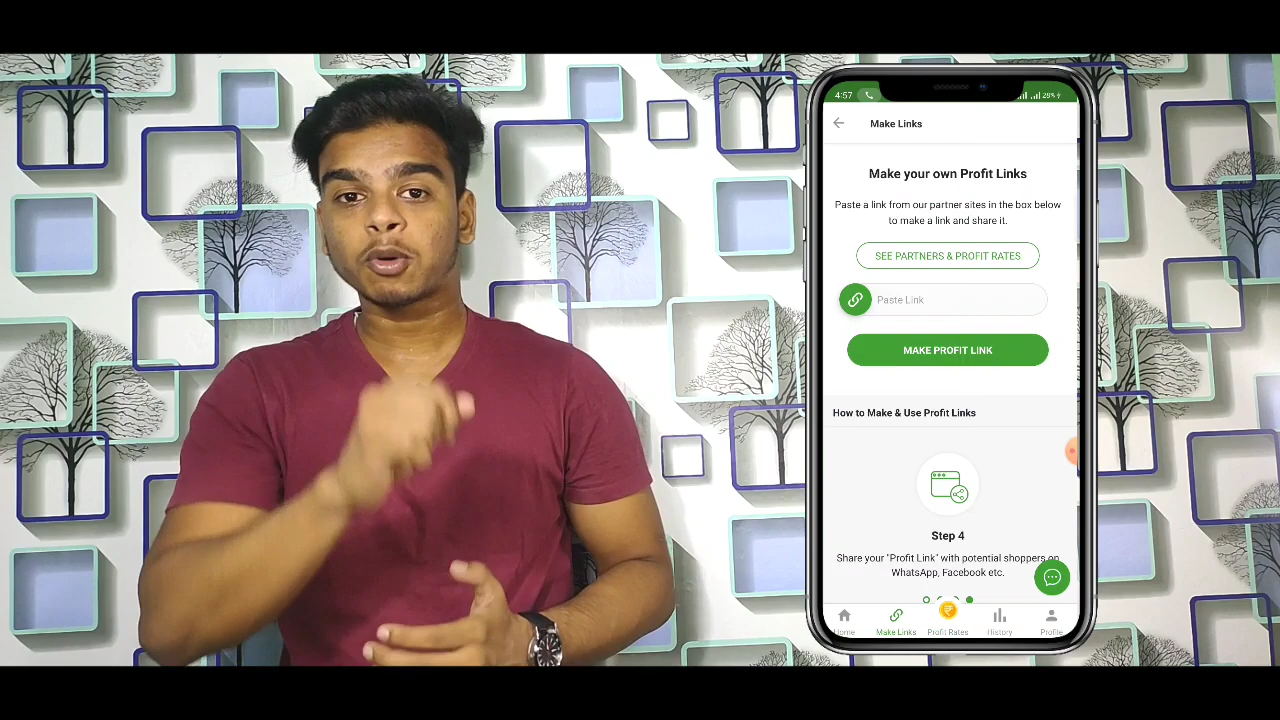 4:57
28%
Make Links
Make your own Profit Links
Paste a link from our partner sites in the box below
to make a link and share it.
SEE PARTNERS & PROFIT RATES
Paste Link
MAKE PROFIT LINK
How to Make & Use Profit Links
Step 4
Share your "Profit Link" with potential shoppers on
WhatsApp, Facebook etc.
Home
Make Links
Profit Rates
History
Profile